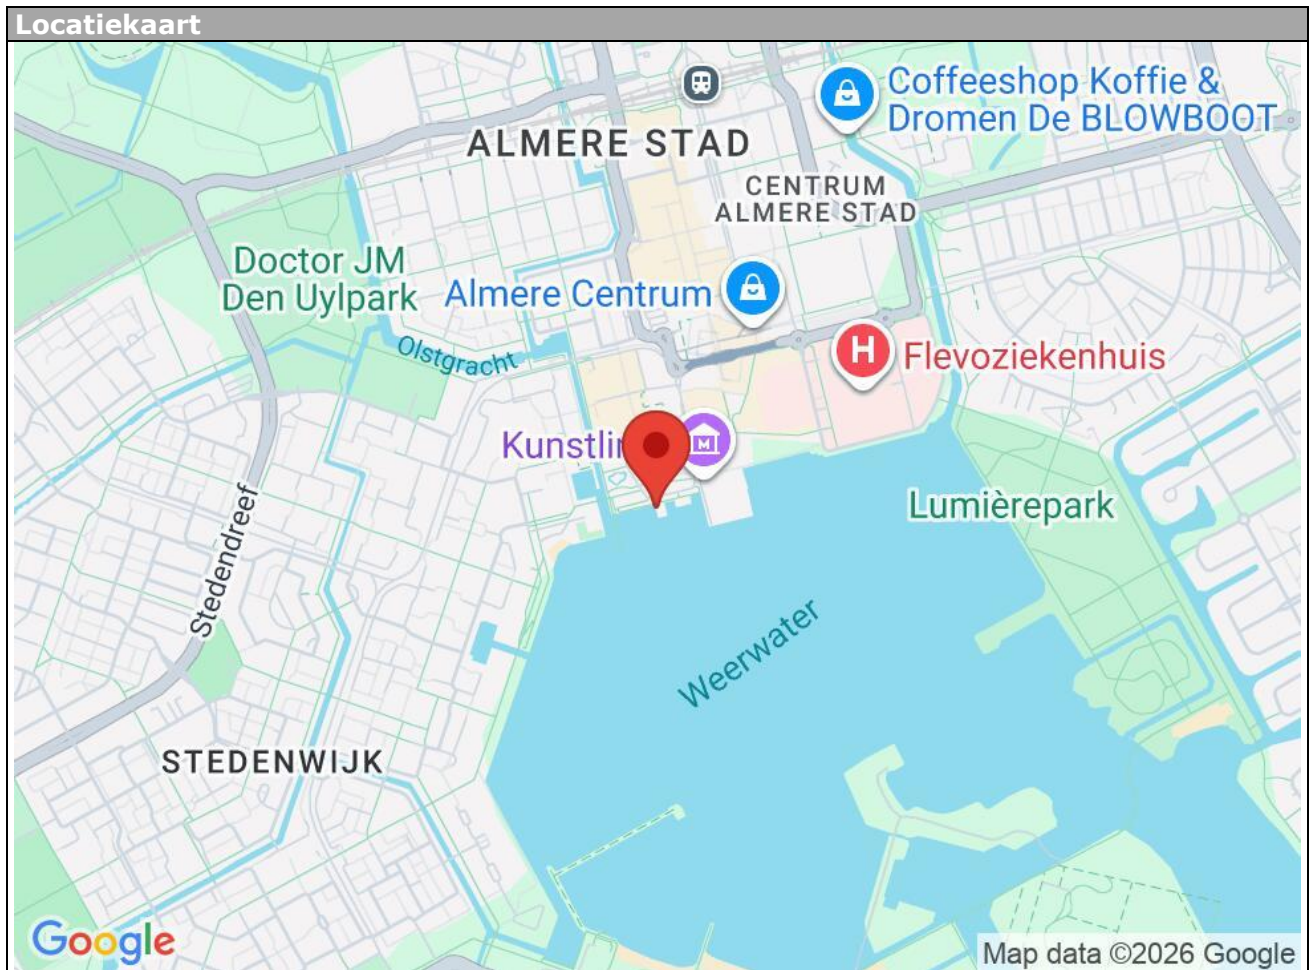 Locatiekaart
Coffeeshop Koffie &
Dromen De BLOWBOOT
ALMERE STAD
CENTRUM
ALMERE STAD
Doctor JM
Den Uylpark
Almere Centrum
Olstgracht
H
Flevoziekenhuis
Kunstli
M
Stedendreef
Lumièrepark
Weerwater
STEDENWIJK
Google
Map data ©2026 Google